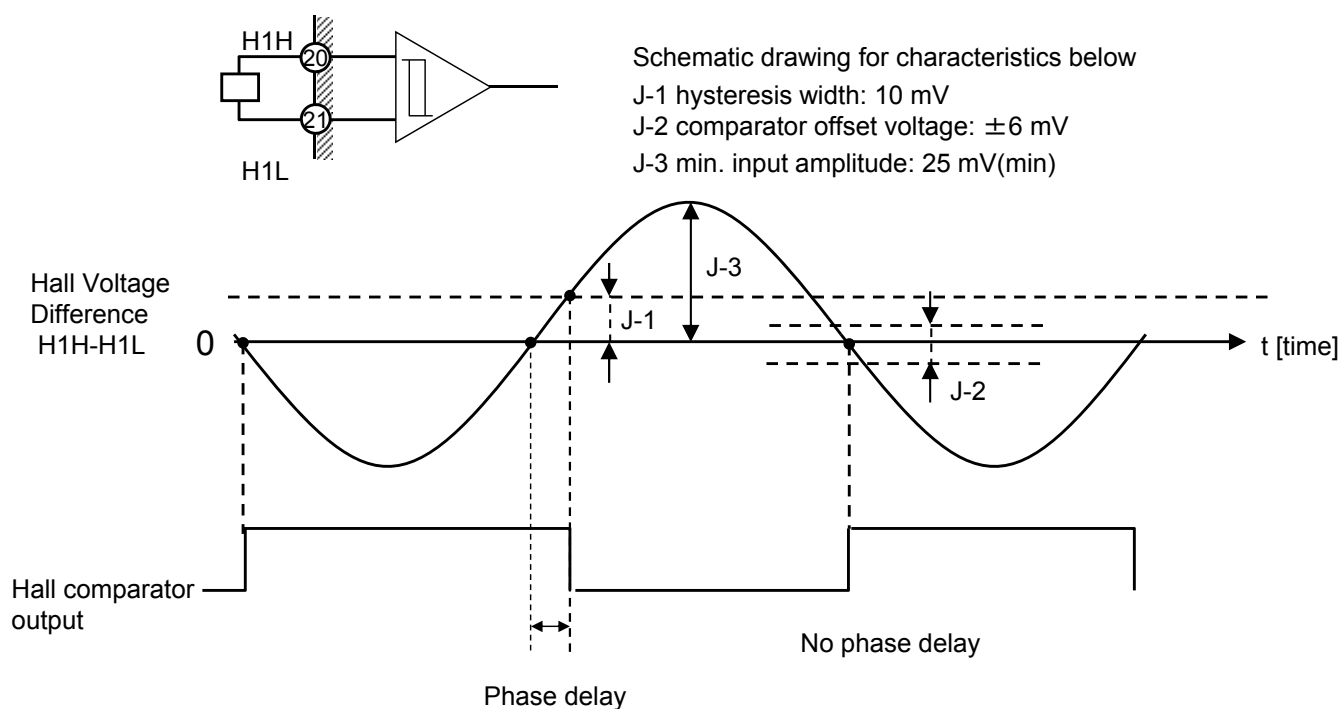 H1H
20
21
H1L
Schematic drawing for characteristics below
J-1 hysteresis width: 10 mV
J-2 comparator offset voltage: ±6 mV
J-3 min. input amplitude: 25 mV(min)
Hall Voltage
Difference
H1H-H1L
0
J-1
J-3
J-2
t [time]
Hall comparator
output
No phase delay
Phase delay